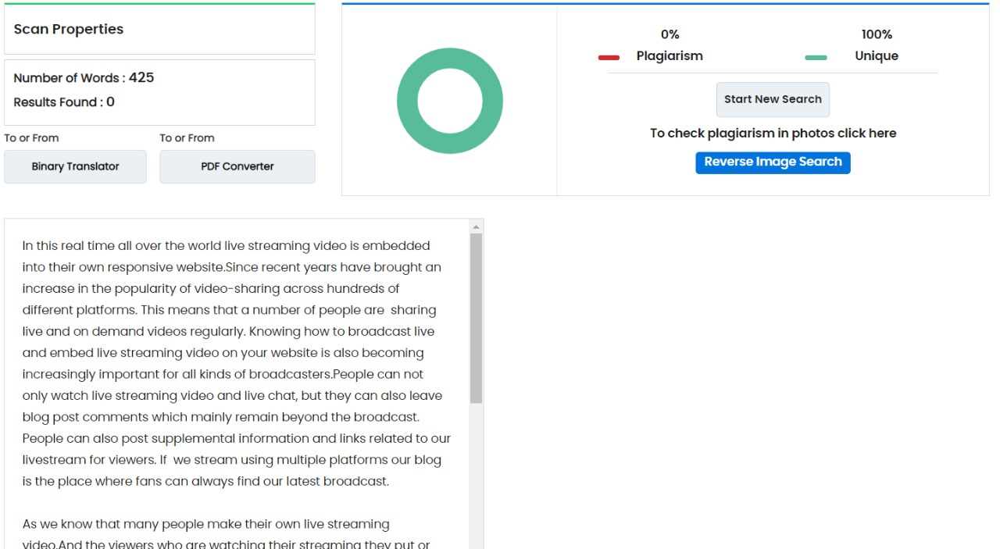 Scan Properties
Number of Words : 425
Results Found : 0
To or From
To or From
Binary Translator
PDF Converter
0%
100%
Plagiarism
Unique
Start New Search
To check plagiarism in photos click here
Reverse Image Search
In this real time all over the world live streaming video is embedded
into their own responsive website.Since recent years have brought an
increase in the popularity of video-sharing across hundreds of
different platforms. This means that a number of people are  sharing
live and on demand videos regularly. Knowing how to broadcast live
and embed live streaming video on your website is also becoming
increasingly important for all kinds of broadcasters.People can not
only watch live streaming video and live chat, but they can also leave
blog post comments which mainly remain beyond the broadcast.
People can also post supplemental information and links related to our
livestream for viewers. If  we stream using multiple platforms our blog
is the place where fans can always find our latest broadcast.
As we know that many people make their own live streaming
video.And the viewers who are watching their streaming they put or